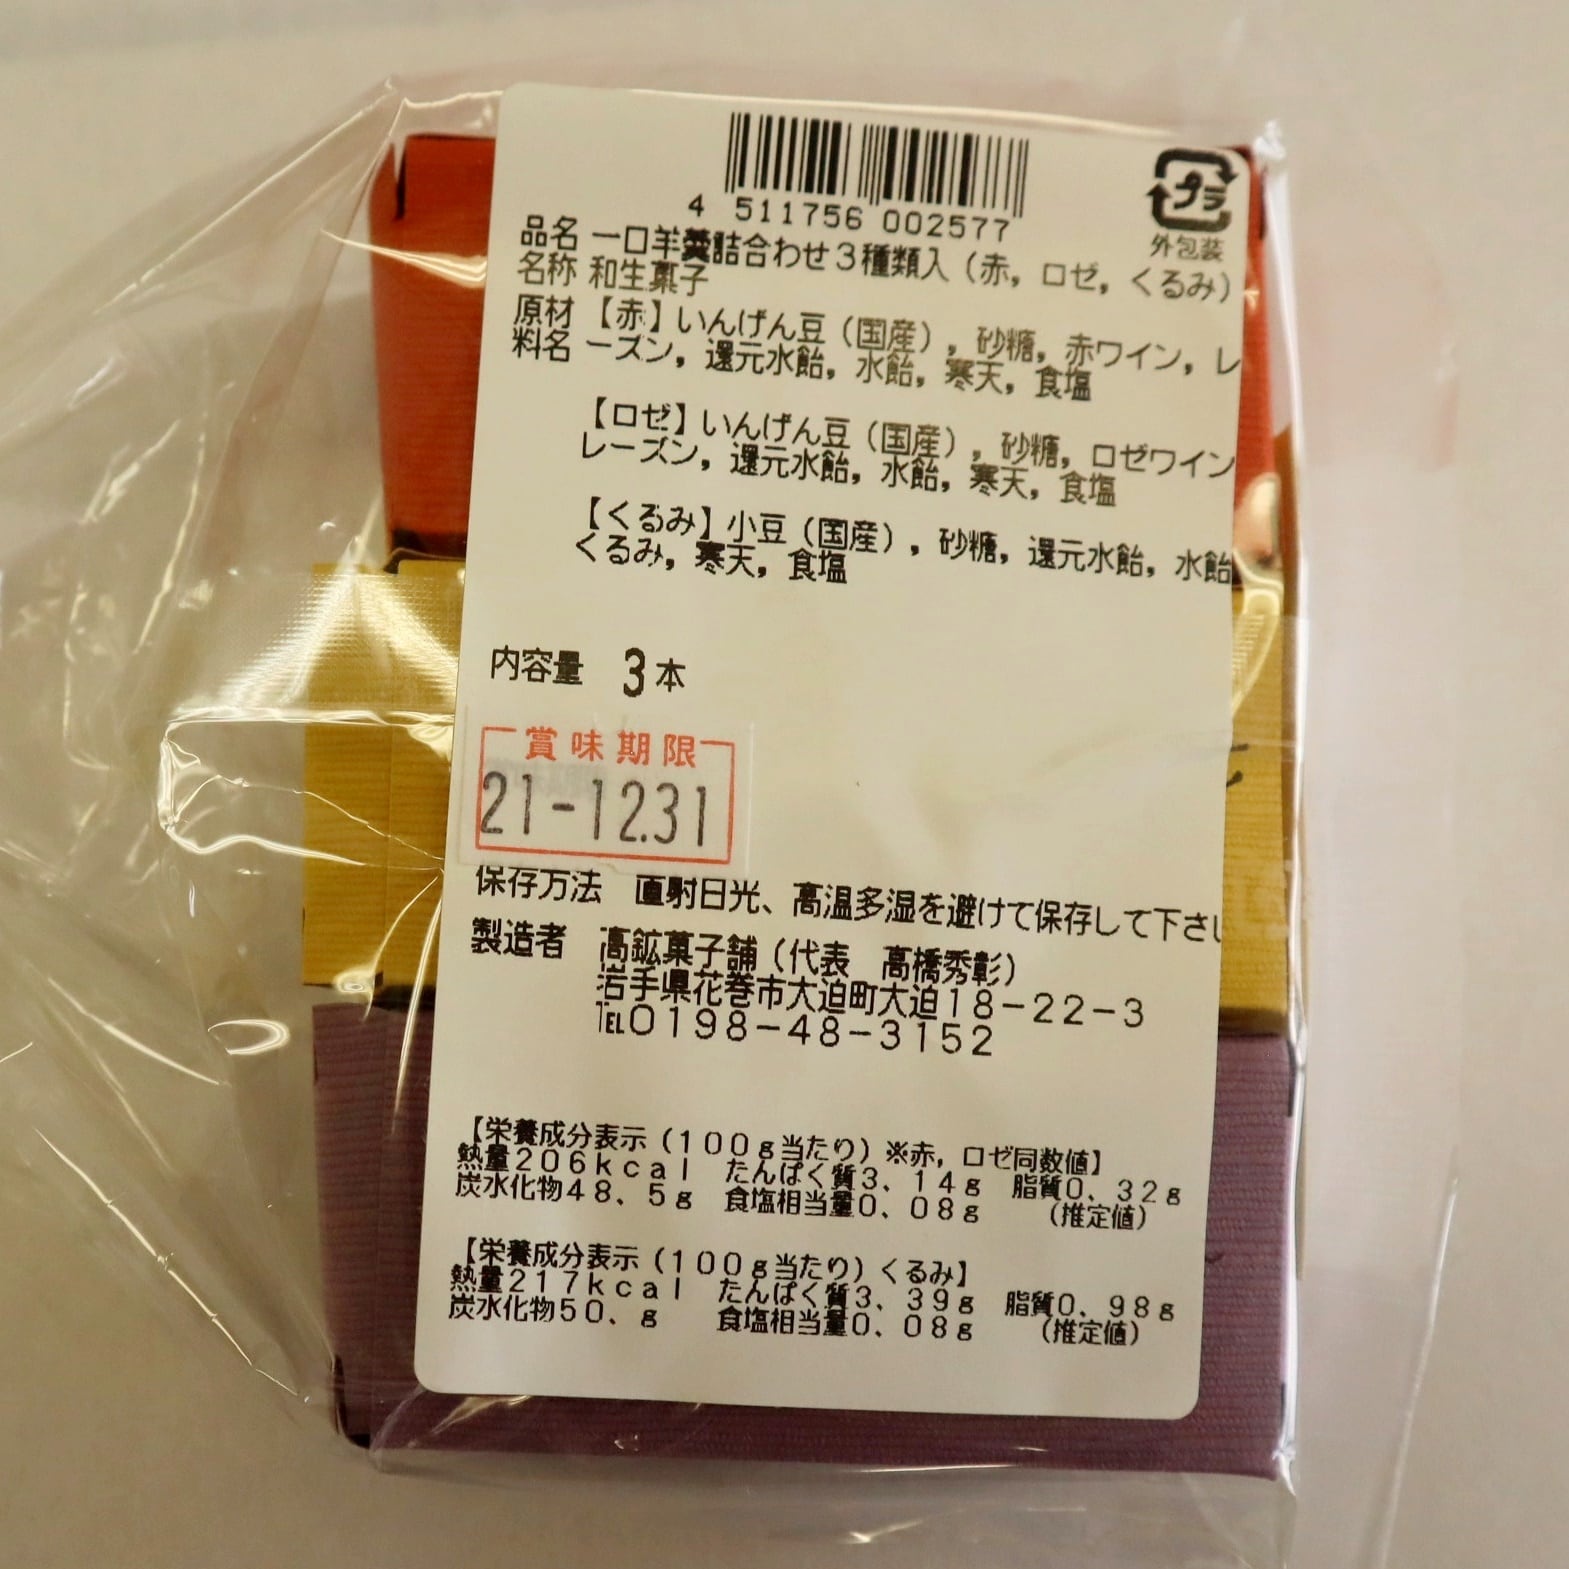 4 511756 002577
プラ
外包装
品名 一口羊羹詰合わせ3種類入(赤,ロゼ,くるみ)
名称 和生菓子
原材 【赤】いんげん豆(国産),砂糖,赤ワイン,レ
料名 ーズン,還元水飴,水飴,寒天,食塩
【ロゼ】いんげん豆(国産),砂糖,ロゼワイン
レーズン,還元水飴,水飴,寒天,食塩
【くるみ】小豆(国産),砂糖,還元水飴,水飴
くるみ,寒天,食塩
内容量 3本
賞味期限
21-12.31
保存方法 直射日光、高温多湿を避けて保存して下さい
製造者 高鉱菓子舗(代表 高橋秀彰)
岩手県花巻市大迫町大迫18-22-3
TEL0198-48-3152
【栄養成分表示(100g当たり)※赤,ロゼ同数値】
熱量206kcal たんぱく質3.14g 脂質0.32g
炭水化物48.5g 食塩相当量0.08g (推定値)
【栄養成分表示(100g当たり)くるみ】
熱量217kcal たんぱく質3.39g 脂質0.98g
炭水化物50.g 食塩相当量0.08g (推定値)